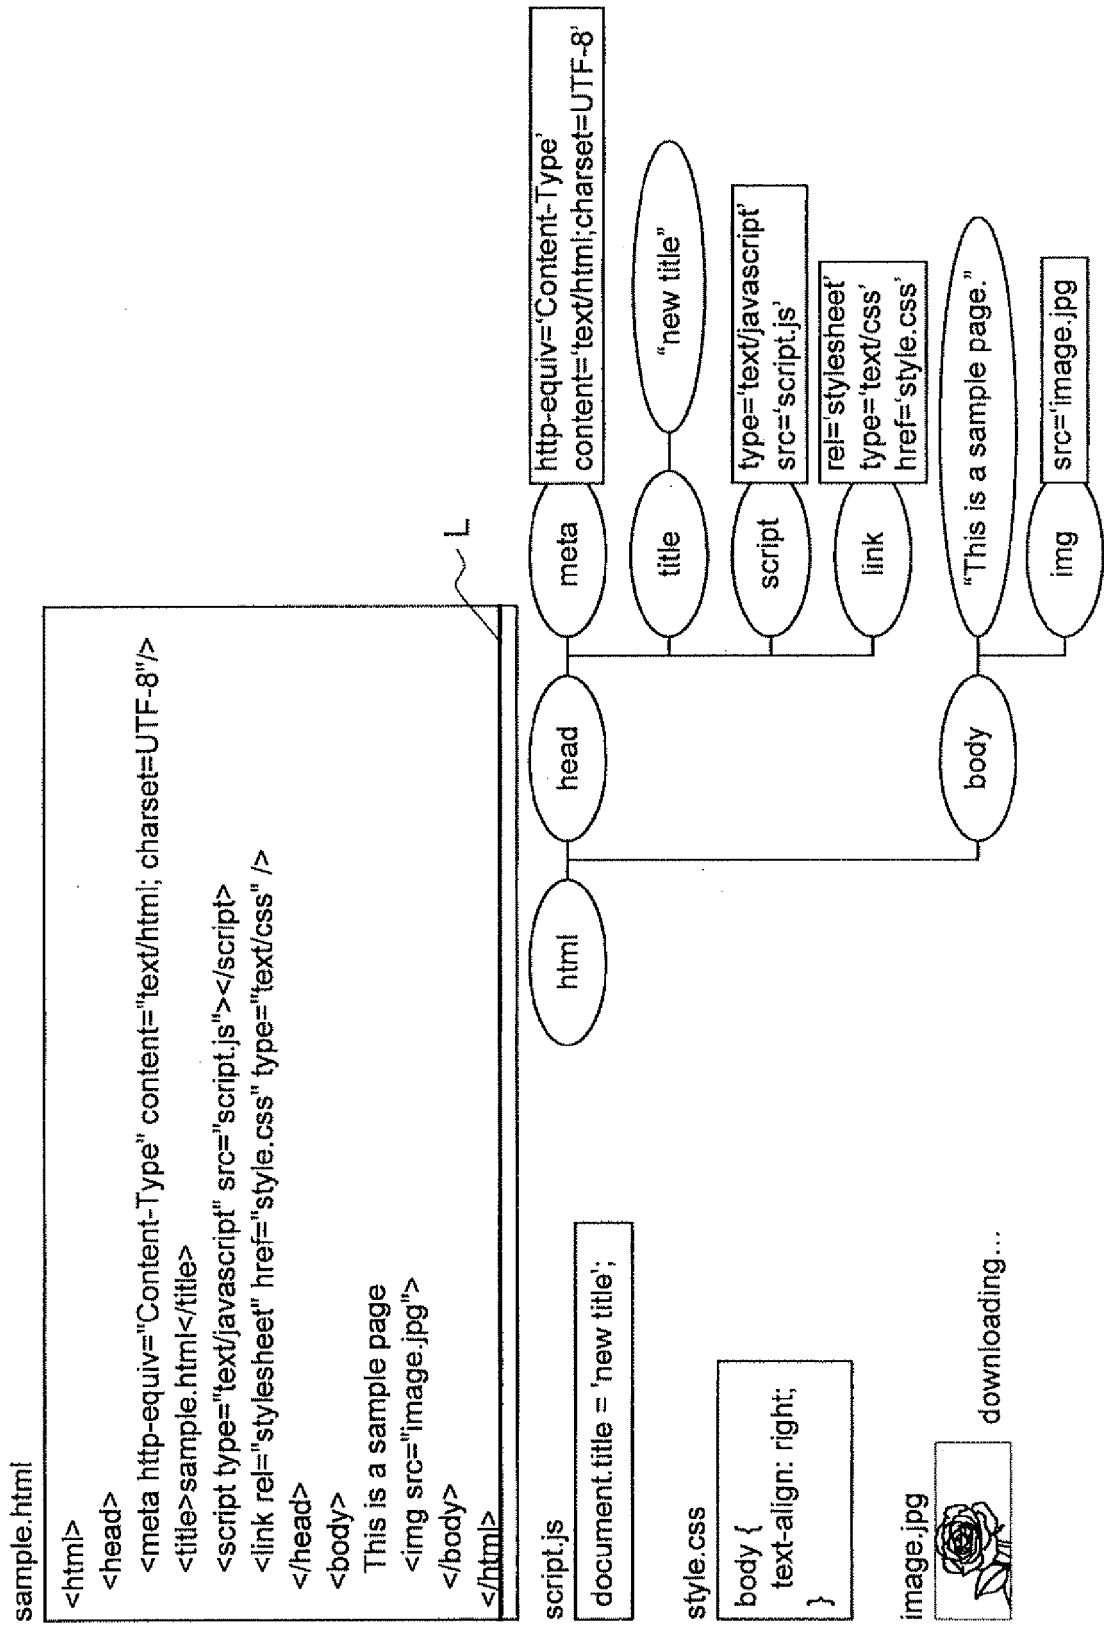 sample.html
<html>
<head>
<meta http-equiv="Content-Type" content="text/html; charset=UTF-8"/>
<title>sample.html</title>
<script type="text/javascript" src="script.js"></script>
<link rel="stylesheet" href="style.css" type="text/css" />
</head>
<body>
This is a sample page
<img src="image.jpg">
</body>
</html>
L
script.js
document.title = 'new title';
style.css
body {
text-align: right;
}
image.jpg
downloading...
html
head
meta
http-equiv=‘Content-Type’
content=‘text/html;charset=UTF-8’
title
“new title”
script
type=‘text/javascript’
src=‘script.js’
link
rel=‘stylesheet’
type=‘text/css’
href=‘style.css’
body
“This is a sample page.”
img
src=‘image.jpg